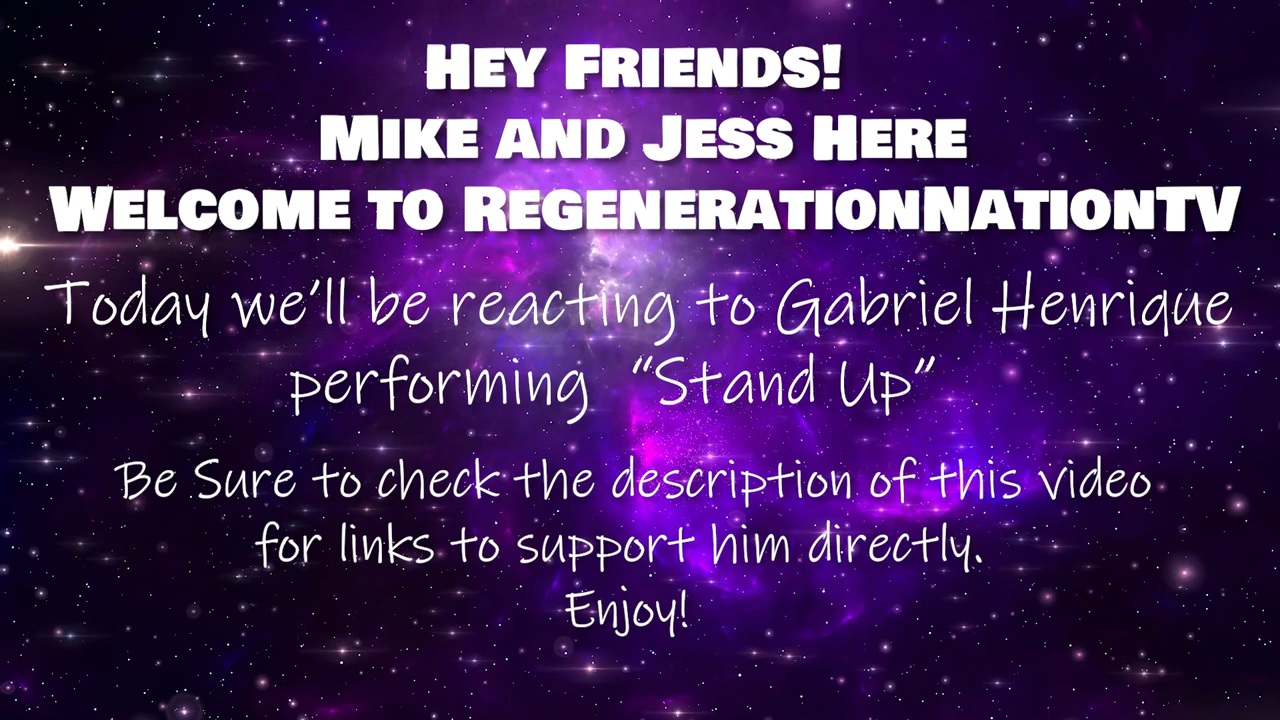 Hey Friends!
Mike and Jess Here
Welcome to RegenerationNationTV
Today we'll be reacting to Gabriel Henrique
performing "Stand Up"
Be Sure to check the description of this video
for links to support him directly.
Enjoy!